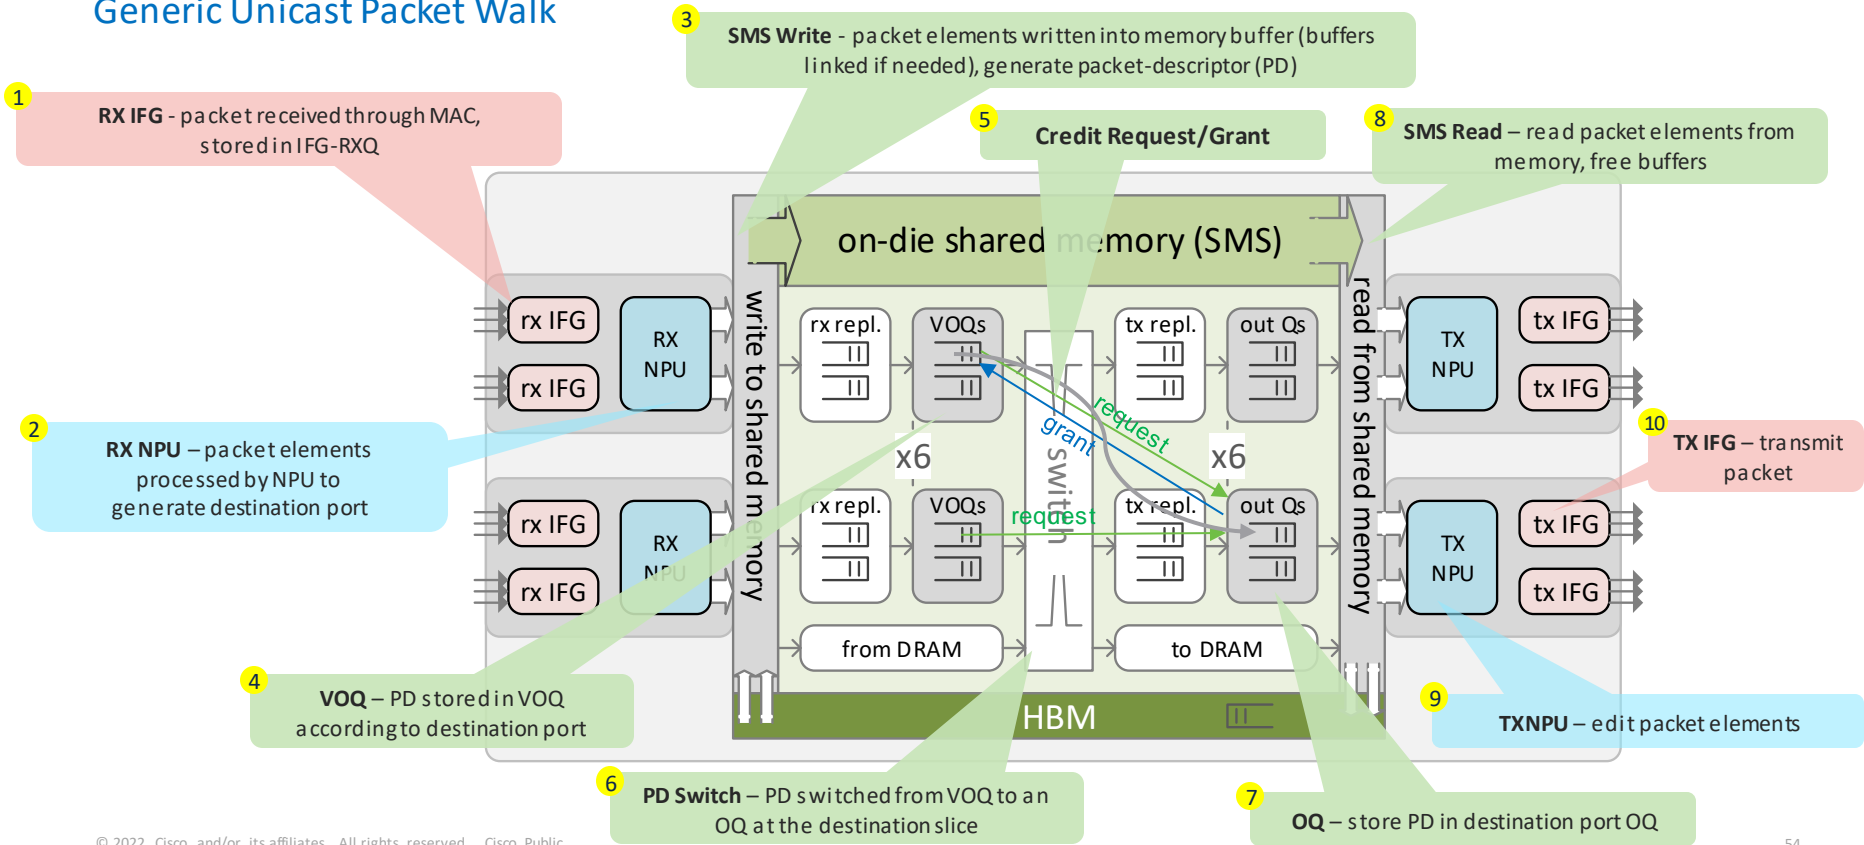 Generic Unicast Packet Walk
3
SMS Write - packet elements written into memory buffer (buffers
linked if needed), generate packet-descriptor (PD)
1
RX IFG - packet received through MAC,
stored in IFG-RXQ
5
Credit Request/Grant
8
SMS Read – read packet elements from
memory, free buffers
on-die shared memory (SMS)
write to shared memory
read from shared memory
rx IFG
rx IFG
RX
NPU
rx repl.
VOQs
tx repl.
out Qs
TX
NPU
tx IFG
tx IFG
request
grant
switch
x6
x6
2
RX NPU – packet elements
processed by NPU to
generate destination port
10
TX IFG – transmit
packet
rx IFG
rx IFG
RX
NPU
rx repl.
VOQs
request
tx repl.
out Qs
TX
NPU
tx IFG
tx IFG
from DRAM
to DRAM
HBM
4
VOQ – PD stored in VOQ
according to destination port
9
TXNPU – edit packet elements
6
PD Switch – PD switched from VOQ to an
OQ at the destination slice
7
OQ – store PD in destination port OQ
© 2022 Cisco and/or its affiliates. All rights reserved. Cisco Public
54